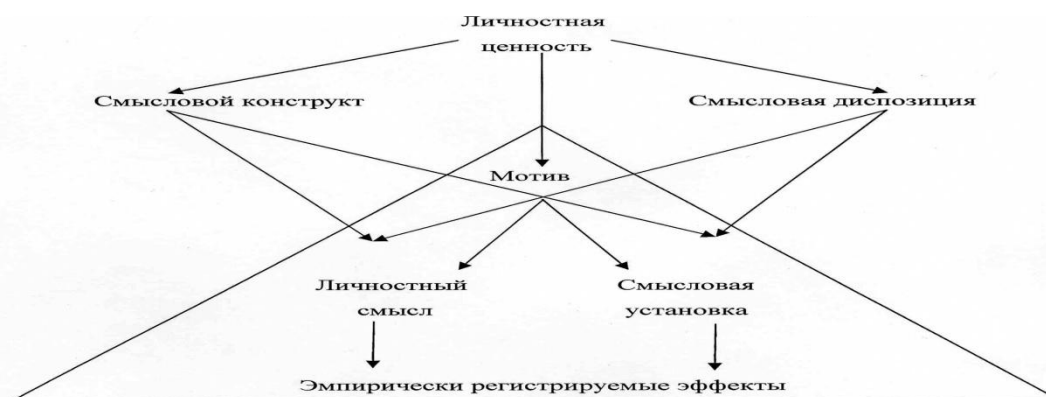 Личностная
ценность
Смысловой конструкт
Смысловая диспозиция
Мотив
Личностный
смысл
Смысловая
установка
Эмпирически регистрируемые эффекты